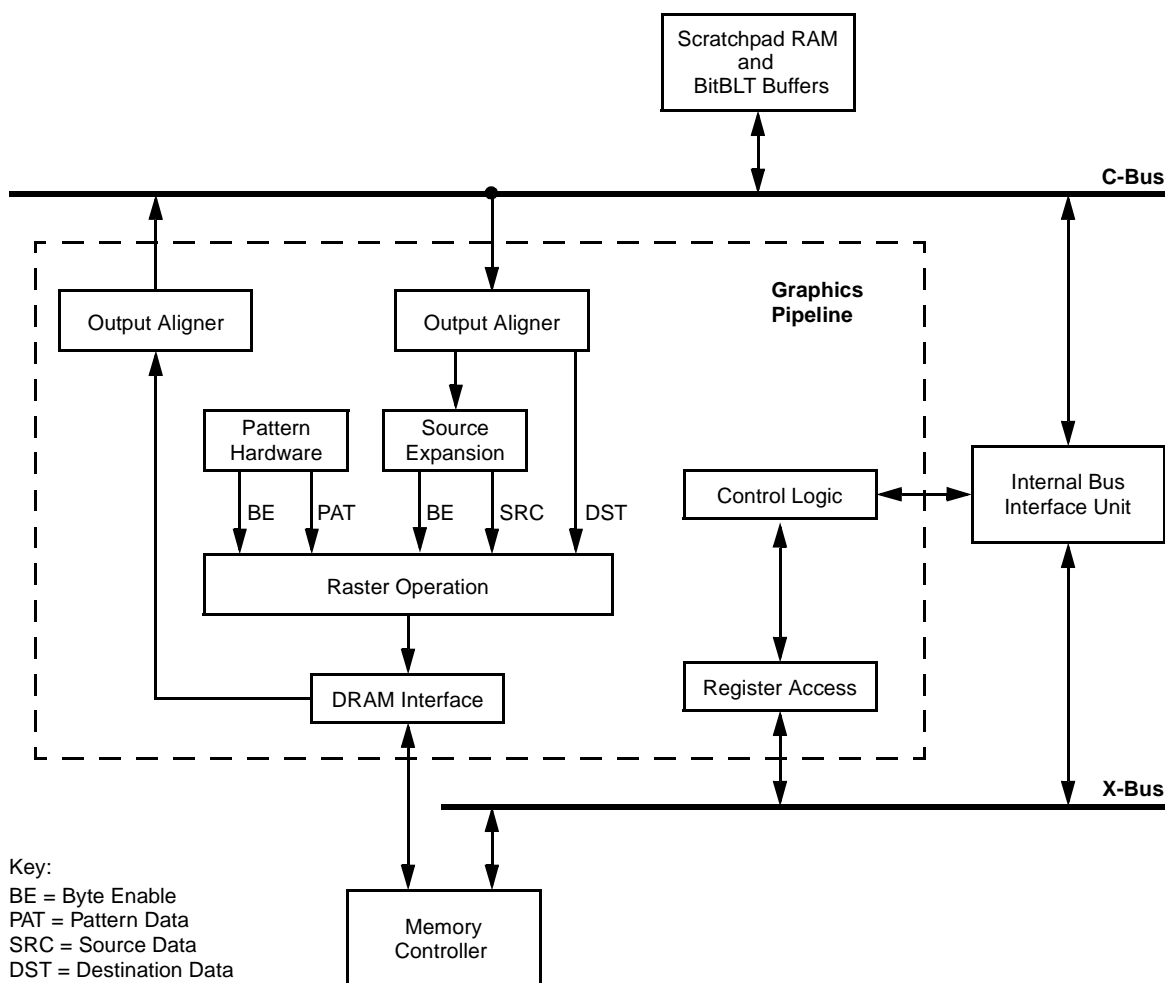 Scratchpad RAM
and
BitBLT Buffers
C-Bus
Graphics
Pipeline
Output Aligner
Output Aligner
Pattern
Hardware
Source
Expansion
Control Logic
Internal Bus
Interface Unit
BE
PAT
BE
SRC
DST
Raster Operation
Register Access
DRAM Interface
X-Bus
Key:
BE = Byte Enable
PAT = Pattern Data
SRC = Source Data
DST = Destination Data
Memory
Controller